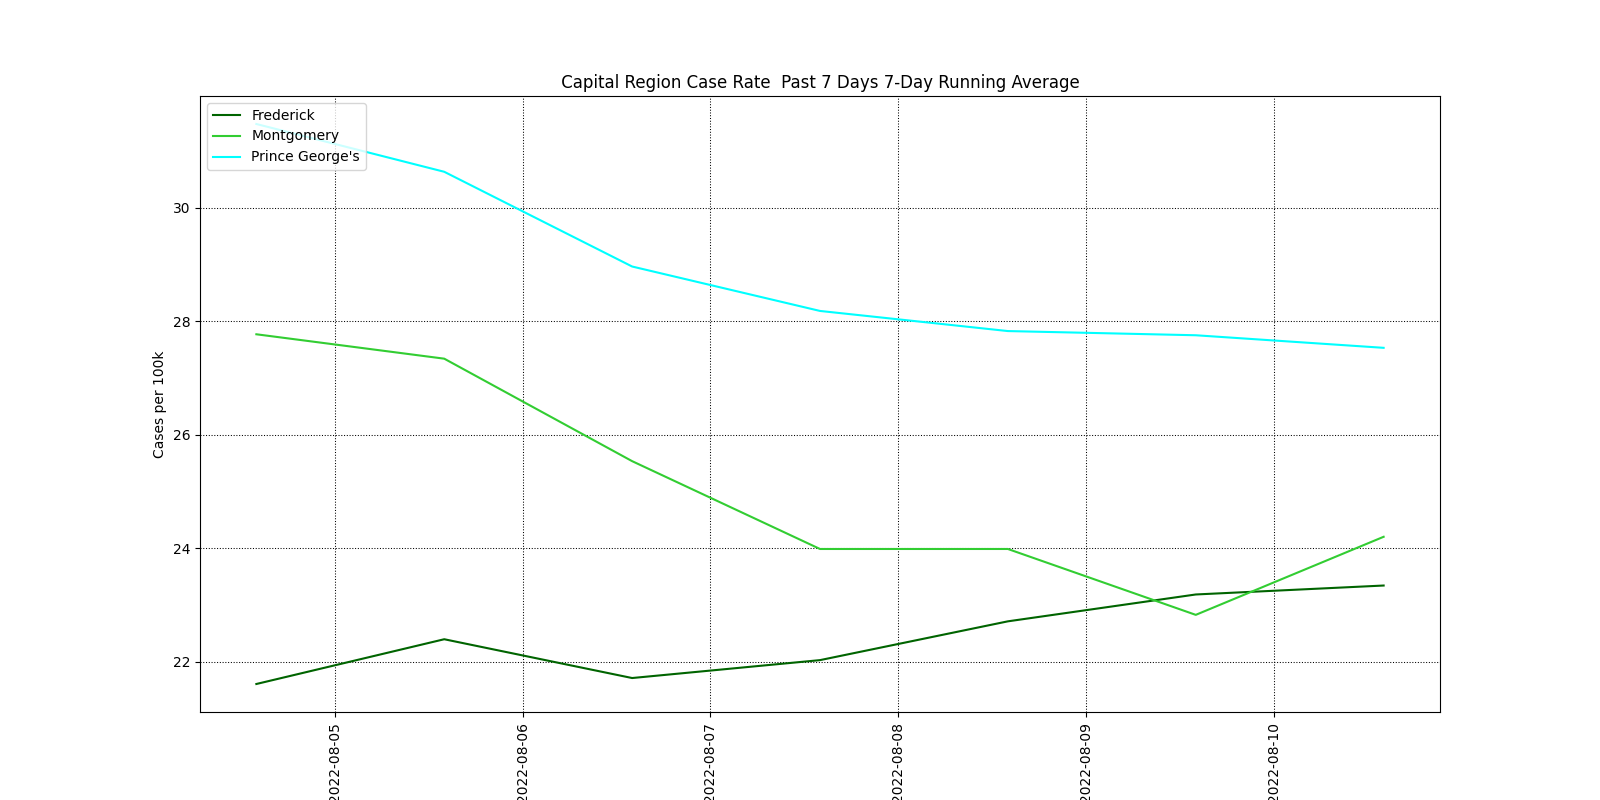 Capital Region Case Rate  Past 7 Days 7-Day Running Average
Frederick
Montgomery
Prince George's
30
28
26
24
22
Cases per 100k
2022-08-05
2022-08-06
2022-08-07
2022-08-08
2022-08-09
2022-08-10